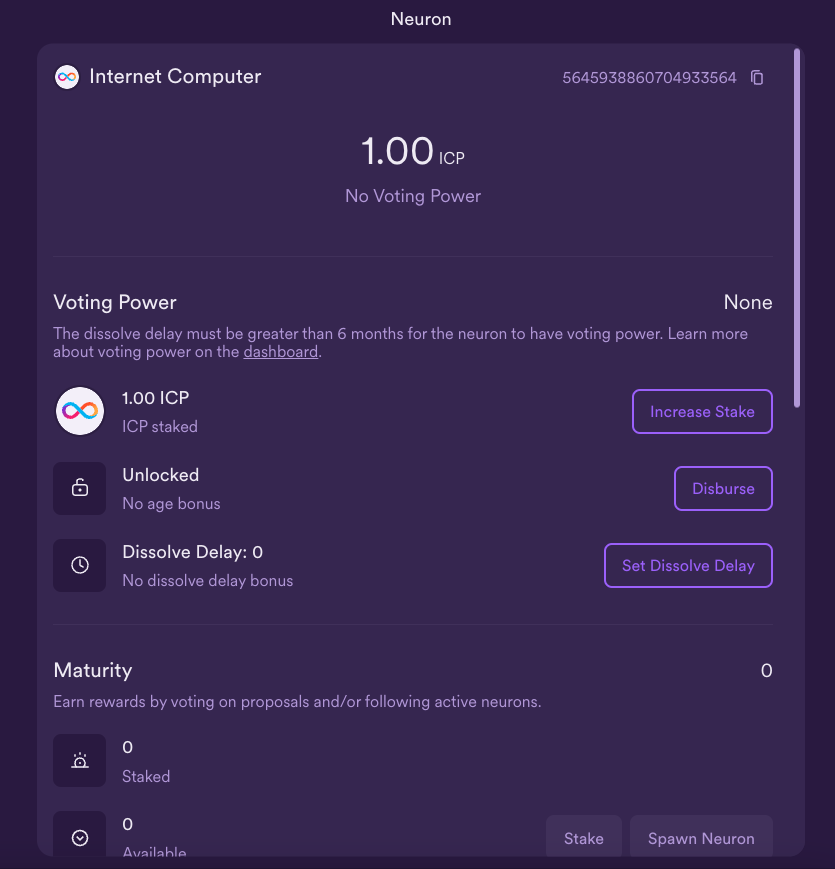 Neuron
Internet Computer
5645938860704933564
1.00 ICP
No Voting Power
Voting Power
None
The dissolve delay must be greater than 6 months for the neuron to have voting power. Learn more
about voting power on the dashboard.
1.00 ICP
ICP staked
Increase Stake
Unlocked
No age bonus
Disburse
Dissolve Delay: 0
No dissolve delay bonus
Set Dissolve Delay
Maturity
0
Earn rewards by voting on proposals and/or following active neurons.
0
Staked
0
Available
Stake
Spawn Neuron